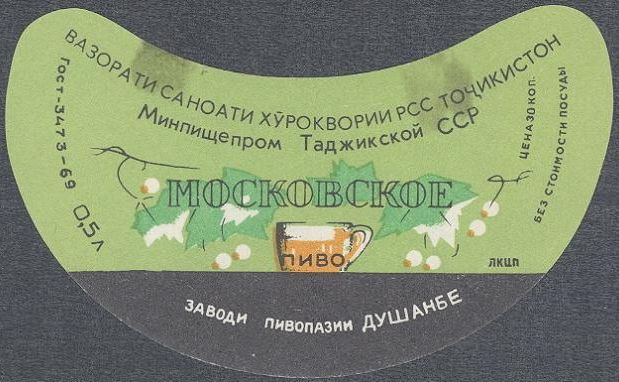 ВАЗОРАТИ САНОАТИ ХӮРОКВОРИИ РСС ТОҶИКИСТОН
Минпищепром Таджикской ССР
Гост-3473-69 0,5л
ЦЕНА 30 КОП.
БЕЗ СТОИМОСТИ ПОСУДЫ
МОСКОВСКОЕ
ПИВО
ЛКЦП
ЗАВОДИ ПИВОПАЗИИ ДУШАНБЕ